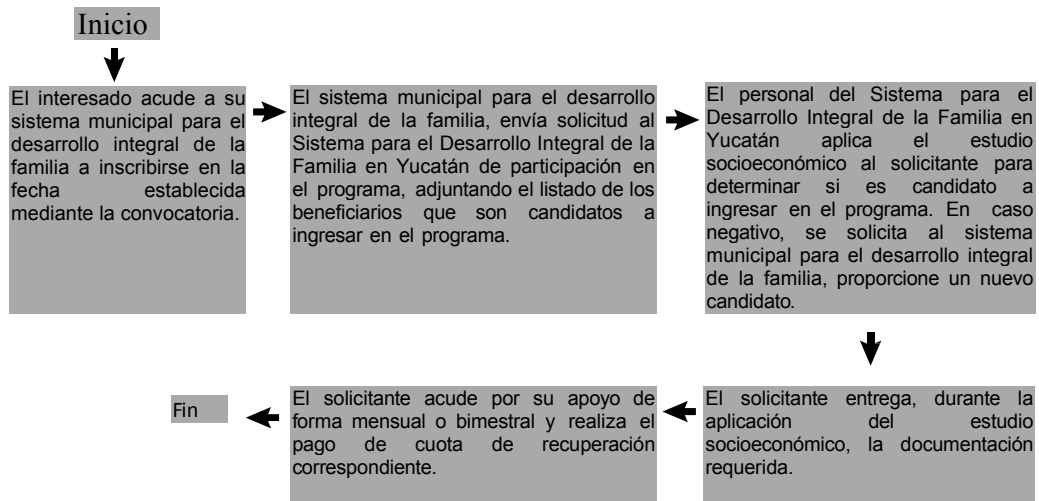 Inicio
El interesado acude a su
sistema municipal para el
desarrollo integral de la
familia a inscribirse en la
fecha establecida
mediante la convocatoria.
El sistema municipal para el desarrollo
integral de la familia, envía solicitud al
Sistema para el Desarrollo Integral de la
Familia en Yucatán de participación en
el programa, adjuntando el listado de los
beneficiarios que son candidatos a
ingresar en el programa.
El personal del Sistema para el
Desarrollo Integral de la Familia en
Yucatán aplica el estudio
socioeconómico al solicitante para
determinar si es candidato a
ingresar en el programa. En caso
negativo, se solicita al sistema
municipal para el desarrollo integral
de la familia, proporcione un nuevo
candidato.
El solicitante entrega, durante la
aplicación del estudio
socioeconómico, la documentación
requerida.
El solicitante acude por su apoyo de
forma mensual o bimestral y realiza el
pago de cuota de recuperación
correspondiente.
Fin